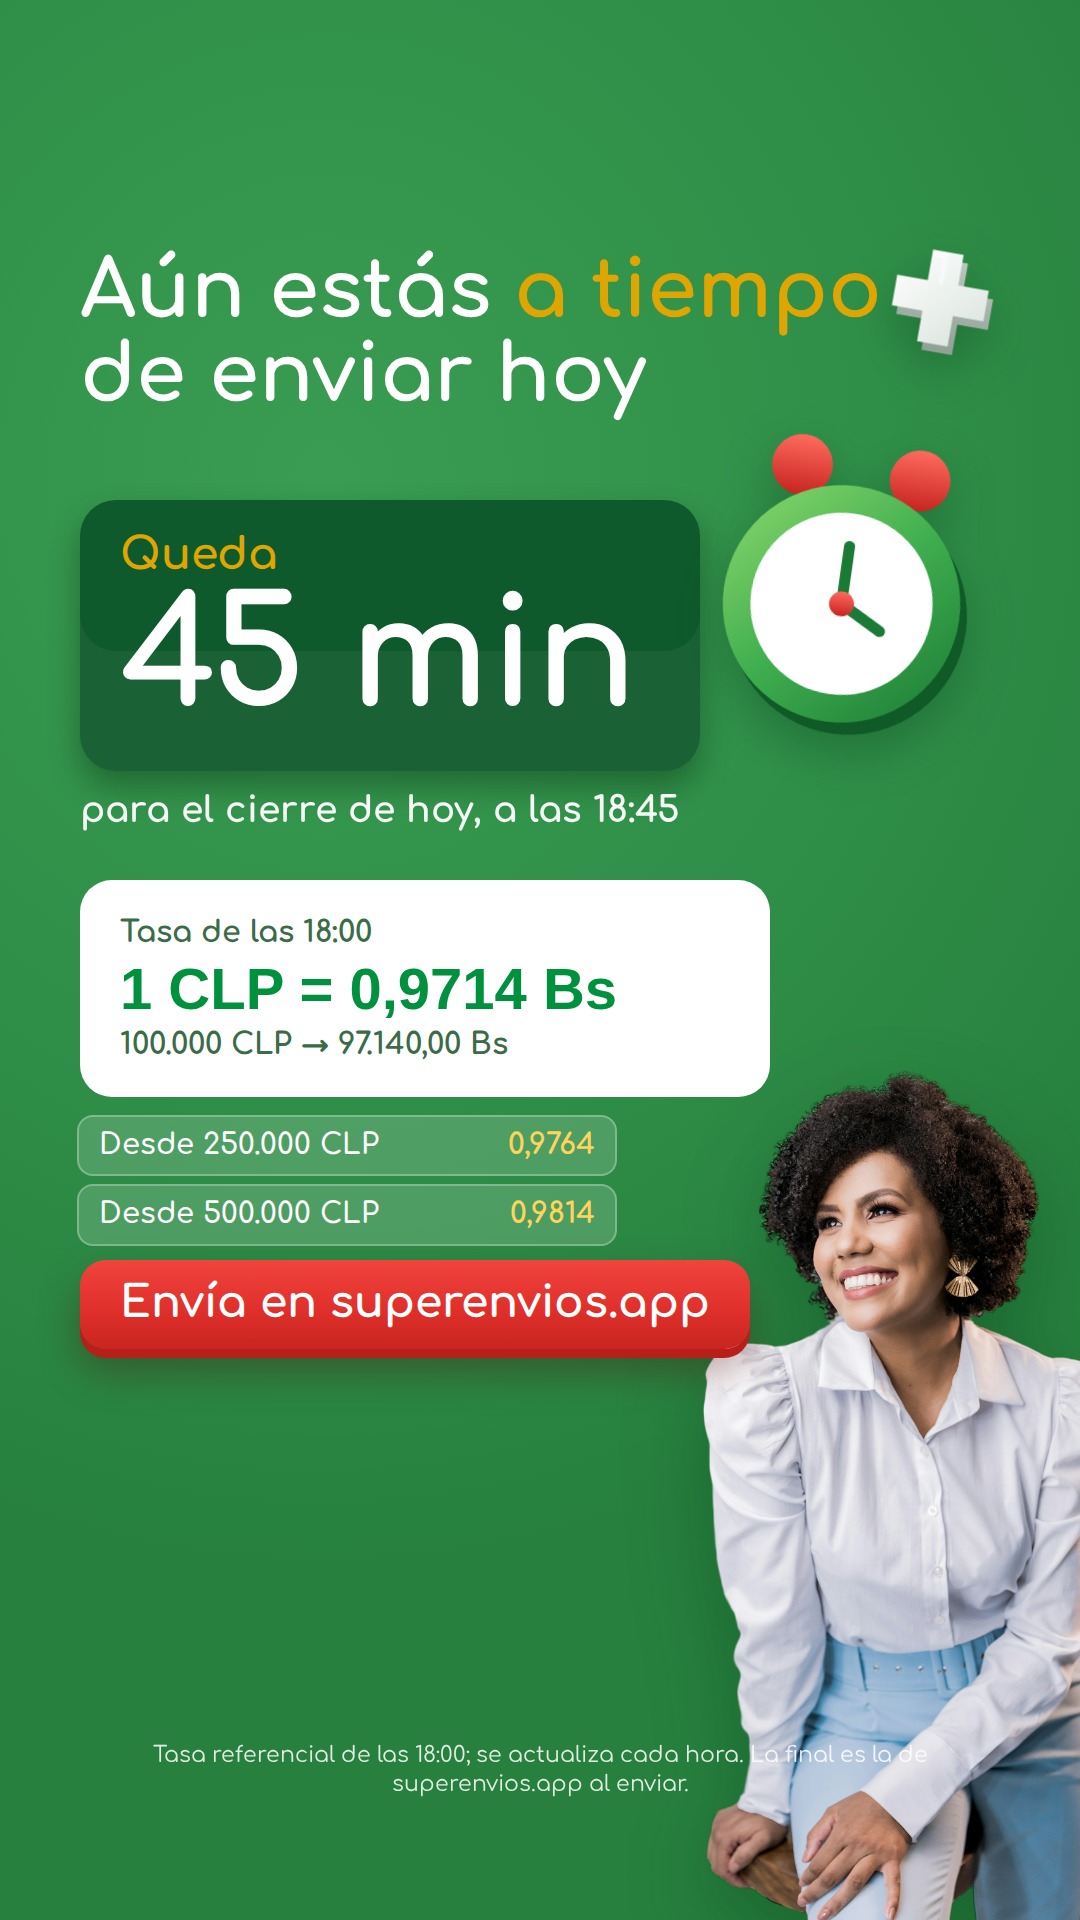 Aún estás a tiempo
de enviar hoy
Queda
45 min
para el cierre de hoy, a las 18:45
Tasa de las 18:00
1 CLP = 0,9714 Bs
100.000 CLP → 97.140,00 Bs
Desde 250.000 CLP 0,9764
Desde 500.000 CLP 0,9814
Envía en superenvios.app
Tasa referencial de las 18:00; se actualiza cada hora. La final es la de
superenvios.app al enviar.